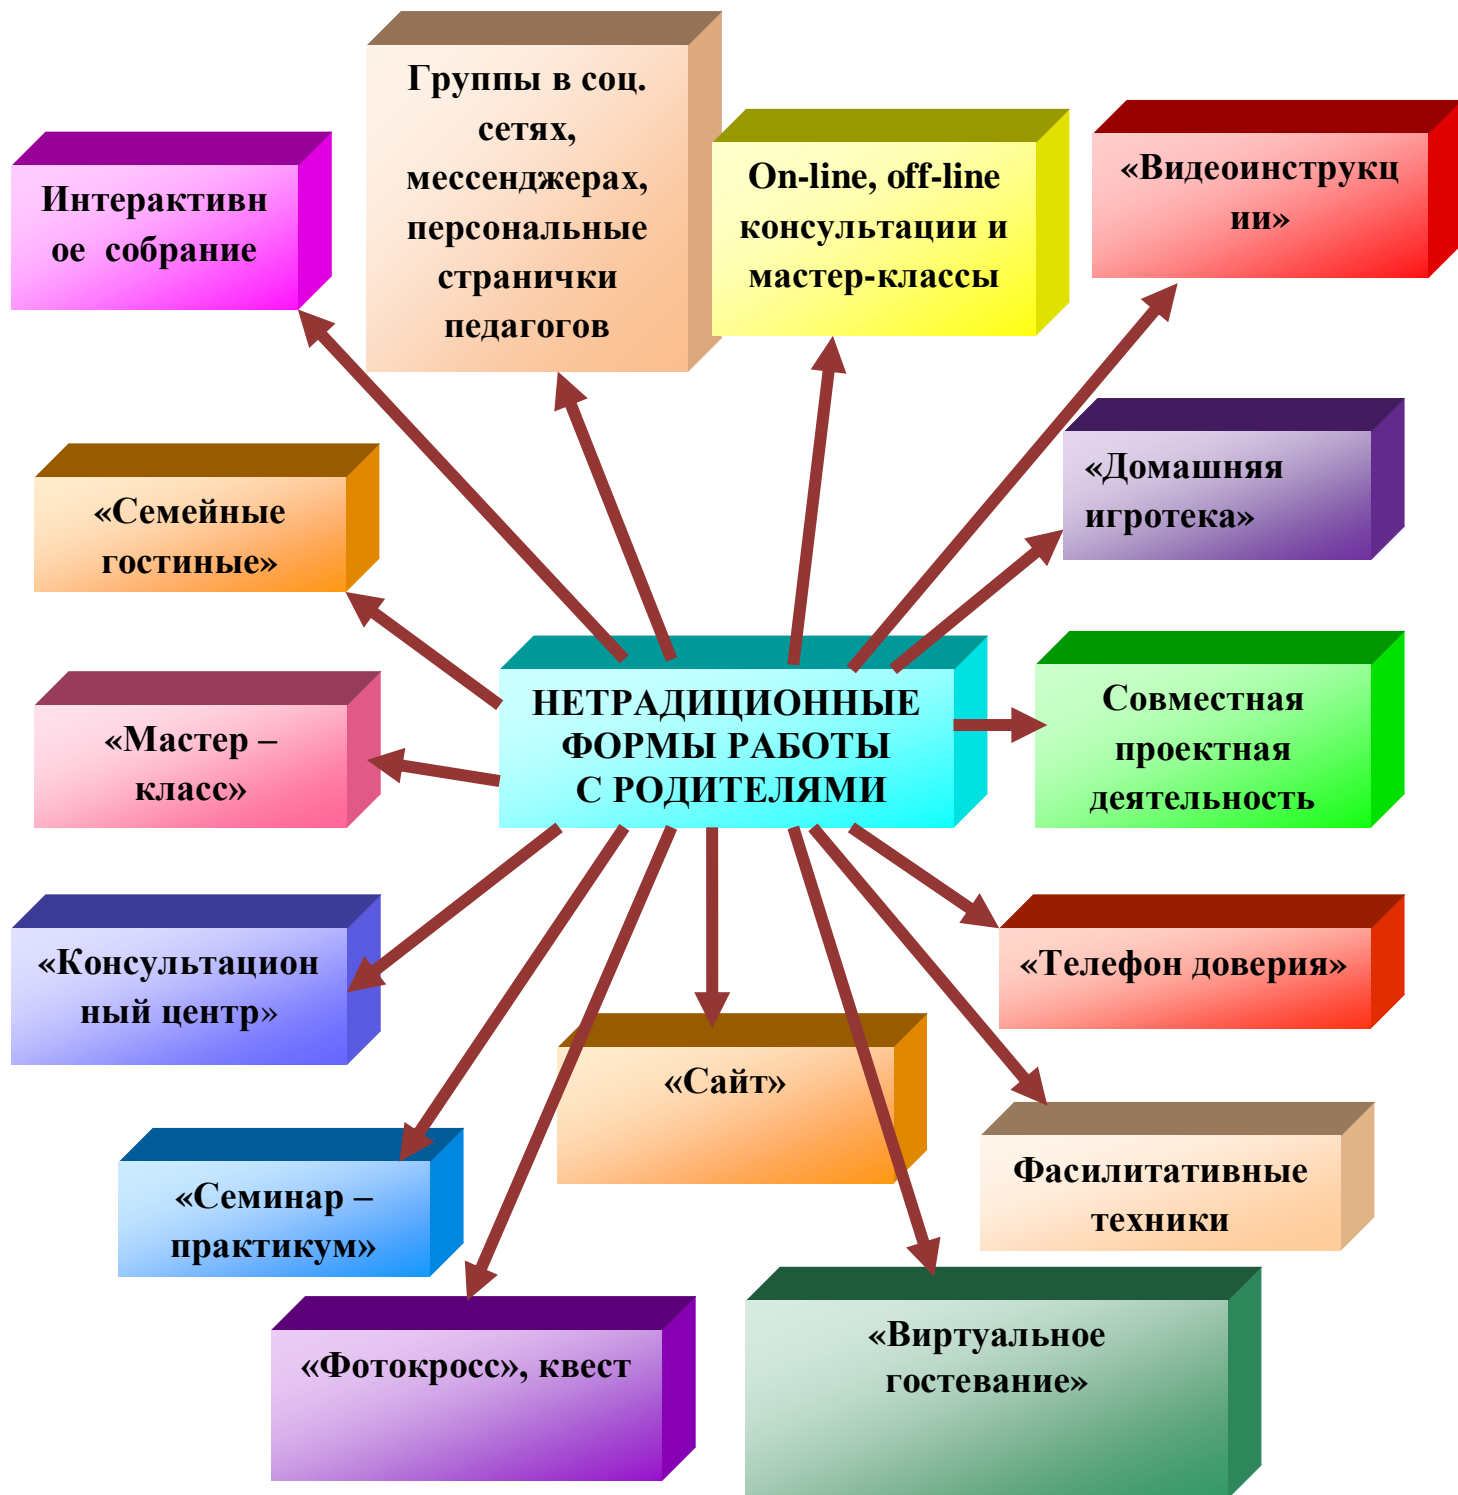 Группы в соц.
сетях,
мессенджерах,
персональные
странички
педагогов
On-line, off-line
консультации и
мастер-классы
«Видеоинструкц
ии»
Интерактивн
ое  собрание
«Домашняя
игротека»
«Семейные
гостиные»
НЕТРАДИЦИОННЫЕ
ФОРМЫ РАБОТЫ
С РОДИТЕЛЯМИ
Совместная
проектная
деятельность
«Мастер –
класс»
«Консультацион
ный центр»
«Телефон доверия»
«Сайт»
«Семинар –
практикум»
Фасилитативные
техники
«Фотокросс», квест
«Виртуальное
гостевание»